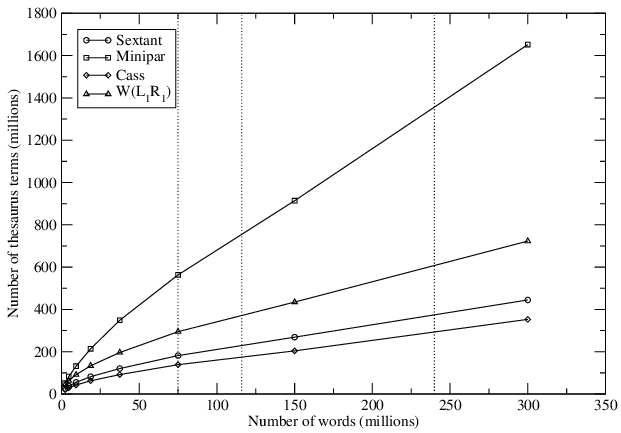 1800
1600
1400
1200
1000
800
600
400
200
0
Number of thesaurus terms (millions)
Sextant
Minipar
Cass
W(L₁R₁)
0 50 100 150 200 250 300 350
Number of words (millions)